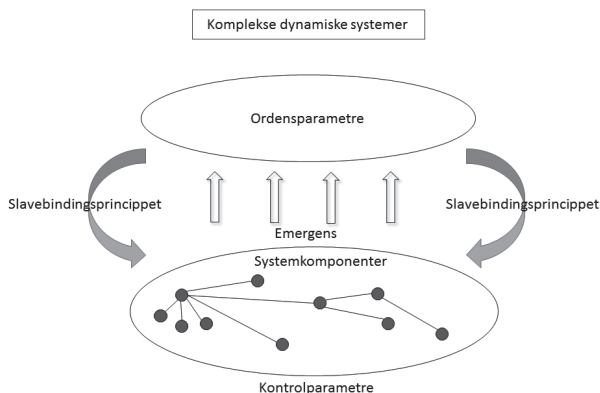 Komplekse dynamiske systemer
Ordensparametre
Slavebindingsprincippet
Slavebindingsprincippet
Emergens
Systemkomponenter
Kontrolparametre